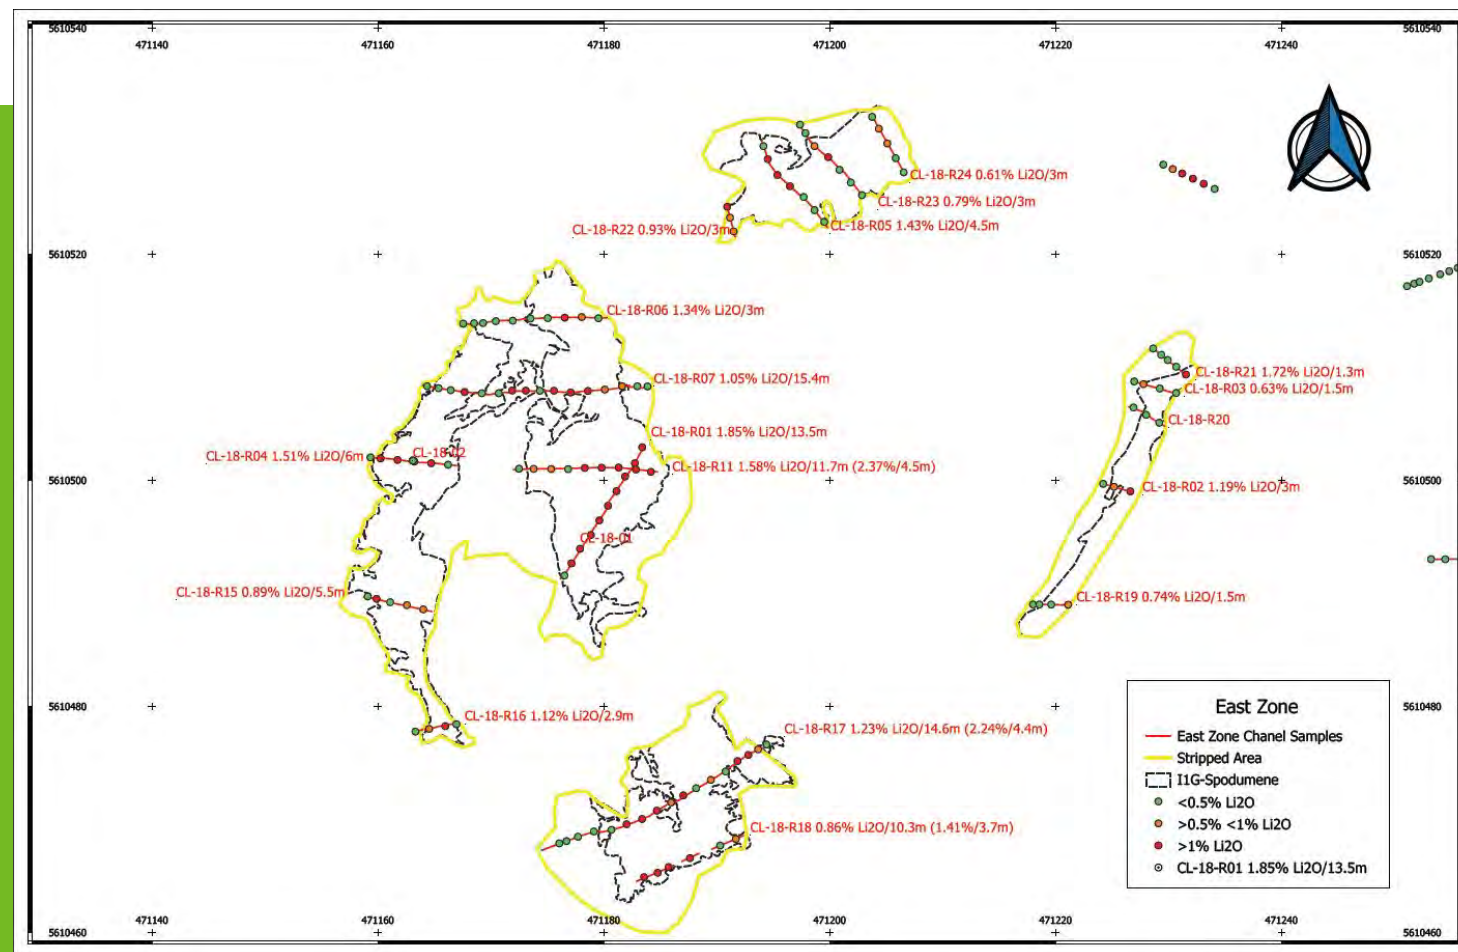 5610540
5610540
471140
471160
471180
471200
471220
471240
CL-18-R24 0.61% Li2O/3m
CL-18-R23 0.79% Li2O/3m
CL-18-R22 0.93% Li2O/3m
CL-18-R05 1.43% Li2O/4.5m
5610520
5610520
CL-18-R06 1.34% Li2O/3m
CL-18-R07 1.05% Li2O/15.4m
CL-18-R21 1.72% Li2O/1.3m
CL-18-R03 0.63% Li2O/1.5m
CL-18-R20
CL-18-R01 1.85% Li2O/13.5m
CL-18-R04 1.51% Li2O/6m
CL-18-02
CL-18-R11 1.58% Li2O/11.7m (2.37%/4.5m)
5610500
5610500
CL-18-R02 1.19% Li2O/3m
CL-18-01
CL-18-R15 0.89% Li2O/5.5m
CL-18-R19 0.74% Li2O/1.5m
5610480
5610480
CL-18-R16 1.12% Li2O/2.9m
CL-18-R17 1.23% Li2O/14.6m (2.24%/4.4m)
CL-18-R18 0.86% Li2O/10.3m (1.41%/3.7m)
East Zone
East Zone Chanel Samples
Stripped Area
I1G-Spodumene
<0.5% Li2O
>0.5% <1% Li2O
>1% Li2O
CL-18-R01 1.85% Li2O/13.5m
471140
471160
471180
471200
471220
471240
5610460
5610460